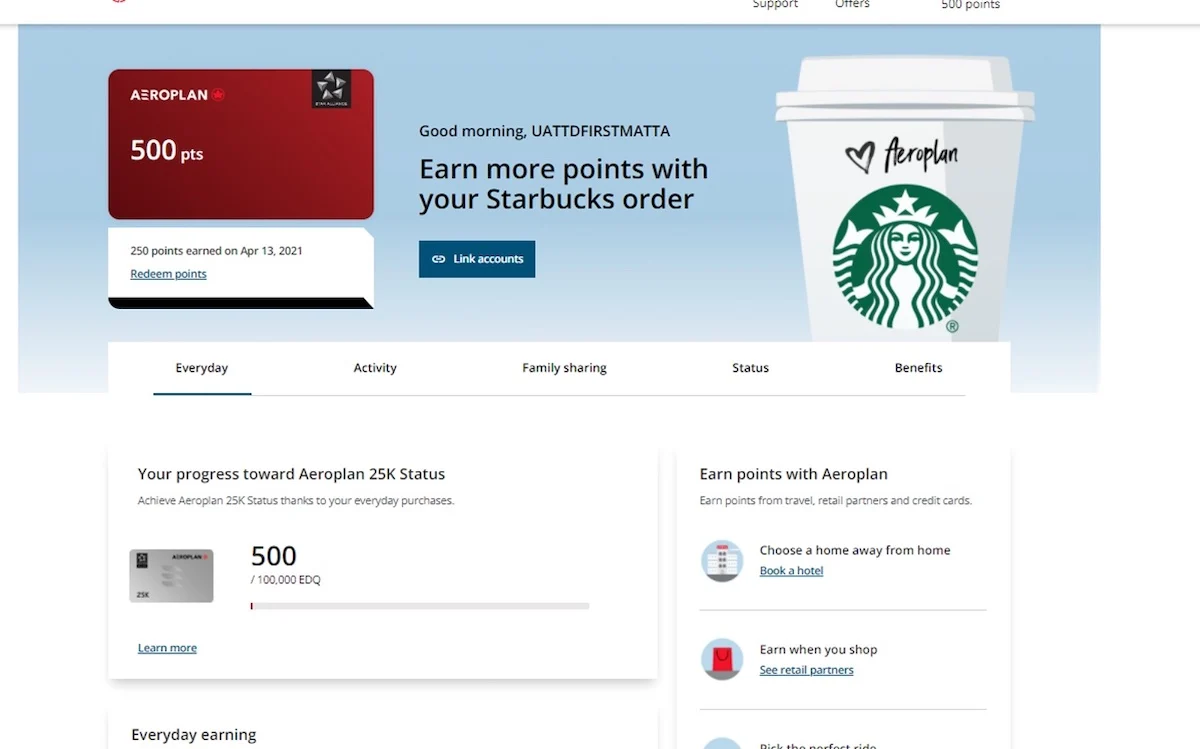 Support
Offers
500 points
AEROPLAN
STAR ALLIANCE
500 pts
250 points earned on Apr 13, 2021
Redeem points
Good morning, UATTDFIRSTMATTA
Earn more points with
your Starbucks order
Link accounts
Aeroplan
®
Everyday
Activity
Family sharing
Status
Benefits
Your progress toward Aeroplan 25K Status
Achieve Aeroplan 25K Status thanks to your everyday purchases.
AEROPLAN
25K
500
/ 100,000 EDQ
Learn more
Everyday earning
Earn points with Aeroplan
Earn points from travel, retail partners and credit cards.
Choose a home away from home
Book a hotel
Earn when you shop
See retail partners
Pick the perfect ride